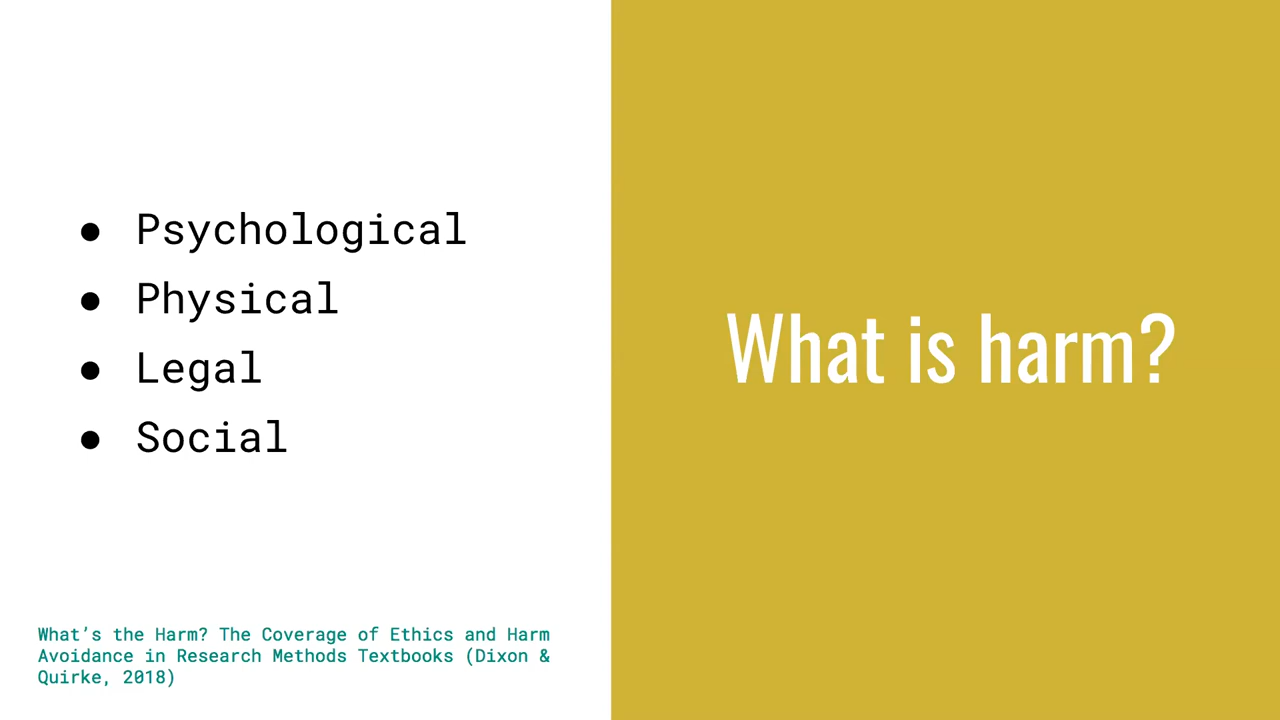 ● Psychological
● Physical
● Legal
● Social
What’s the Harm? The Coverage of Ethics and Harm
Avoidance in Research Methods Textbooks (Dixon &
Quirke, 2018)
What is harm?